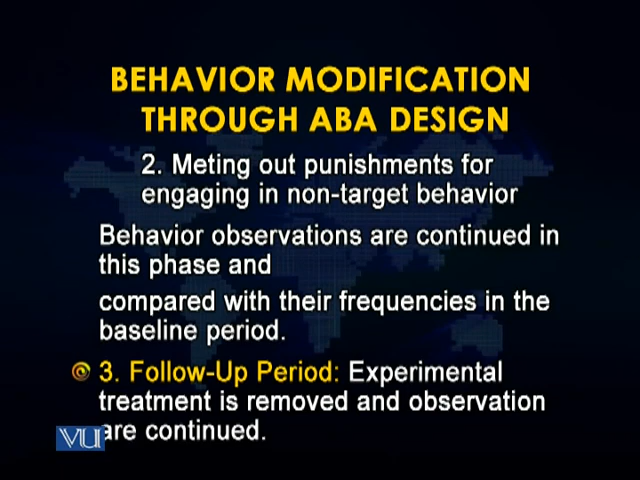 BEHAVIOR MODIFICATION
THROUGH ABA DESIGN
2. Meting out punishments for
engaging in non-target behavior
Behavior observations are continued in
this phase and
compared with their frequencies in the
baseline period.
3. Follow-Up Period: Experimental
treatment is removed and observation
are continued.
VU